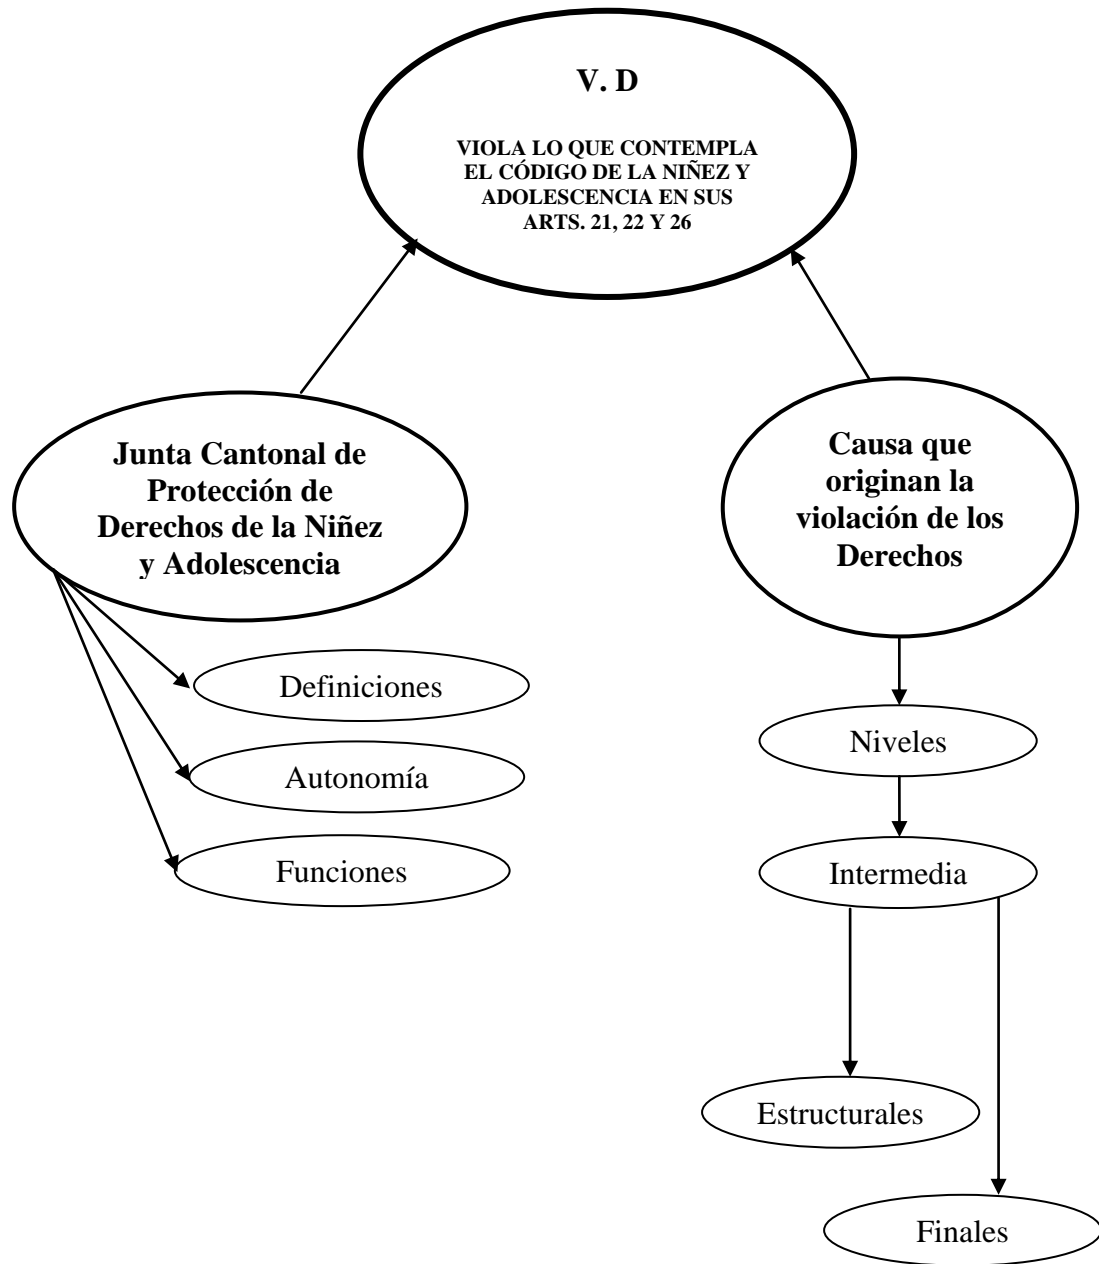 V. D
VIOLA LO QUE CONTEMPLA
EL CÓDIGO DE LA NIÑEZ Y
ADOLESCENCIA EN SUS
ARTS. 21, 22 Y 26
Junta Cantonal de
Protección de
Derechos de la Niñez
y Adolescencia
Definiciones
Autonomía
Funciones
Causa que
originan la
violación de los
Derechos
Niveles
Intermedia
Estructurales
Finales